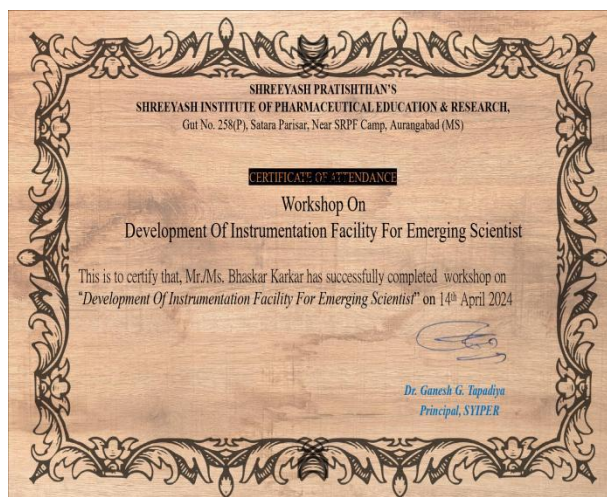 SHREEYASH PRATISHTHAN'S
SHREEYASH INSTITUTE OF PHARMACEUTICAL EDUCATION & RESEARCH,
Gut No. 258(P), Satara Parisar, Near SRPF Camp, Aurangabad (MS)
CERTIFICATE OF ATTENDANCE
Workshop On
Development Of Instrumentation Facility For Emerging Scientist
This is to certify that, Mr./Ms. Bhaskar Karkar has successfully completed workshop on
"Development Of Instrumentation Facility For Emerging Scientist" on 14th April 2024
Dr. Ganesh G. Tapadiya
Principal, SYIPER